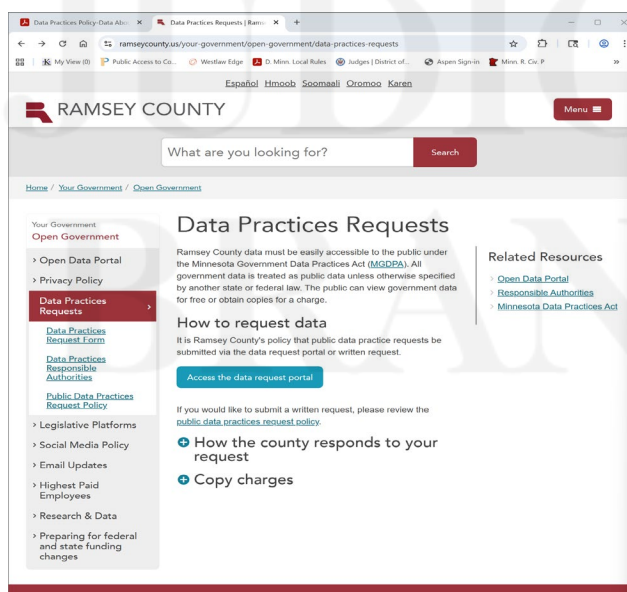 Data Practices Policy-Data Abou
Data Practices Requests | Rams
ramseycounty.us/your-government/open-government/data-practices-requests
My View (0) Public Access to Co... Westlaw Edge D. Minn. Local Rules Judges | District of... Aspen Sign-in Minn. R. Civ. P
Español Hmoob Soomaali Oromoo Karen
RAMSEY COUNTY
Menu
What are you looking for?
Search
Home / Your Government / Open Government
Your Government
Open Government
Open Data Portal
Privacy Policy
Data Practices
Requests
Data Practices
Request Form
Data Practices
Responsible
Authorities
Public Data Practices
Request Policy
Legislative Platforms
Social Media Policy
Email Updates
Highest Paid
Employees
Research & Data
Preparing for federal
and state funding
changes
Data Practices Requests
Ramsey County data must be easily accessible to the public under
the Minnesota Government Data Practices Act (MGDPA). All
government data is treated as public data unless otherwise specified
by another state or federal law. The public can view government data
for free or obtain copies for a charge.
How to request data
It is Ramsey County's policy that public data practice requests be
submitted via the data request portal or written request.
Access the data request portal
If you would like to submit a written request, please review the
public data practices request policy.
How the county responds to your
request
Copy charges
Related Resources
Open Data Portal
Responsible Authorities
Minnesota Data Practices Act